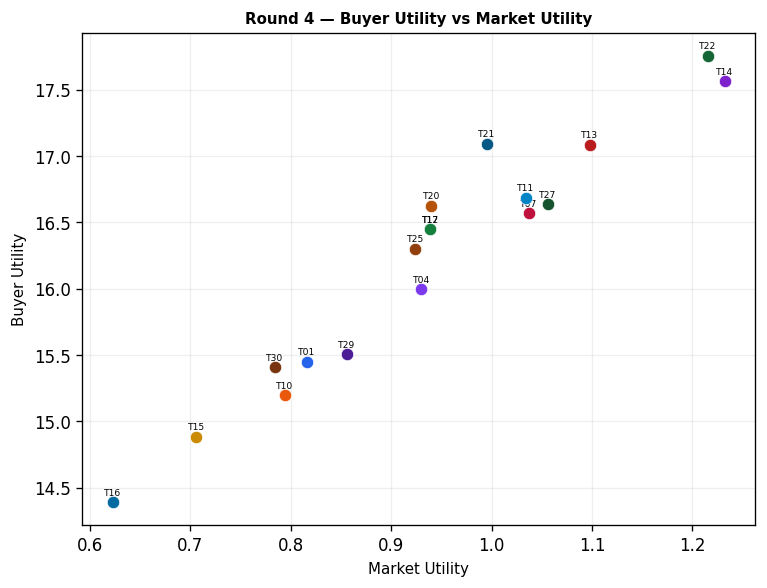 Round 4 — Buyer Utility vs Market Utility
T22
T14
17.5
T21
T13
17.0
T11
T27
T20
16.5
T25
T04
16.0
Buyer Utility
T29
T01
T30
15.5
T10
15.0
T15
T16
14.5
0.6
0.7
0.8
0.9
1.0
1.1
1.2
Market Utility